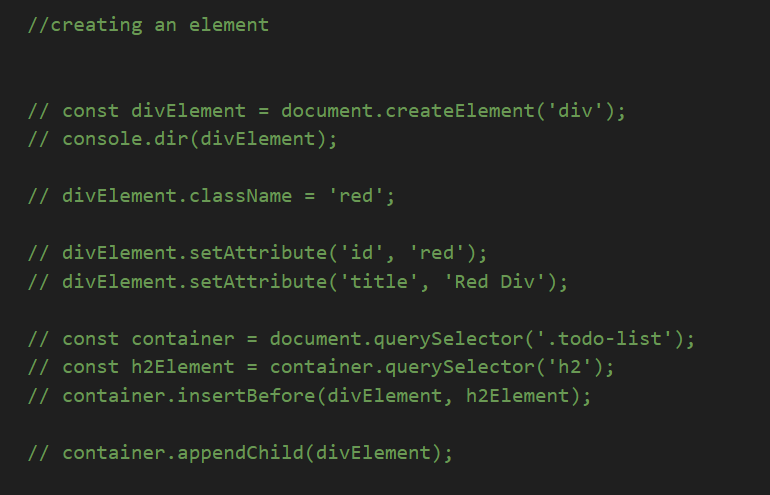 //creating an element
// const divElement = document.createElement('div');
// console.dir(divElement);
// divElement.className = 'red';
// divElement.setAttribute('id', 'red');
// divElement.setAttribute('title', 'Red Div');
// const container = document.querySelector('.todo-list');
// const h2Element = container.querySelector('h2');
// container.insertBefore(divElement, h2Element);
// container.appendChild(divElement);